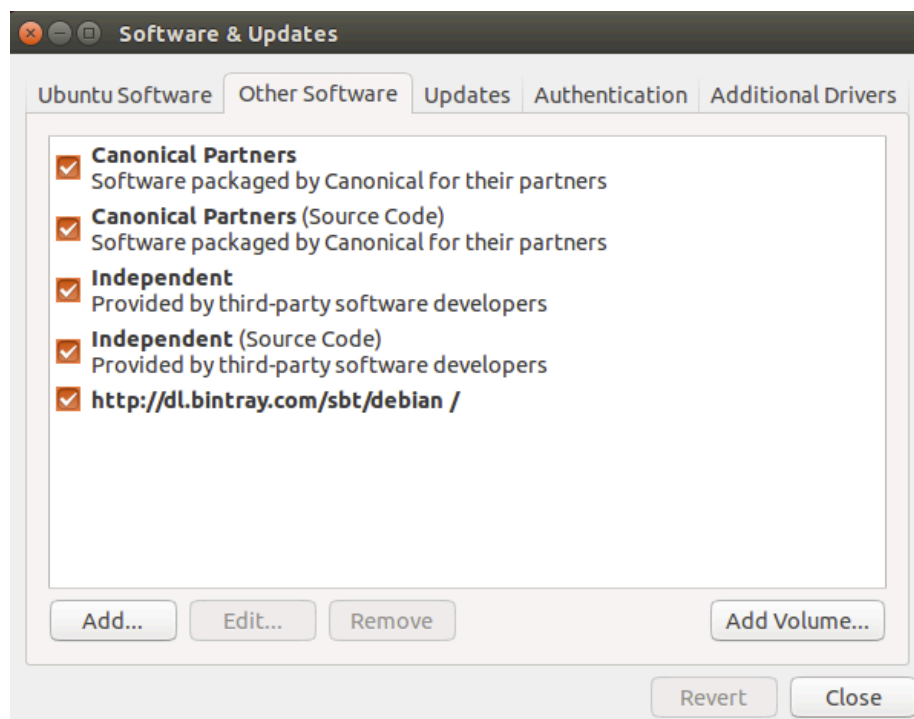 Software & Updates
Ubuntu Software Other Software Updates Authentication Additional Drivers
Canonical Partners
Software packaged by Canonical for their partners
Canonical Partners (Source Code)
Software packaged by Canonical for their partners
Independent
Provided by third-party software developers
Independent (Source Code)
Provided by third-party software developers
http://dl.bintray.com/sbt/debian /
Add... Edit... Remove Add Volume...
Revert Close